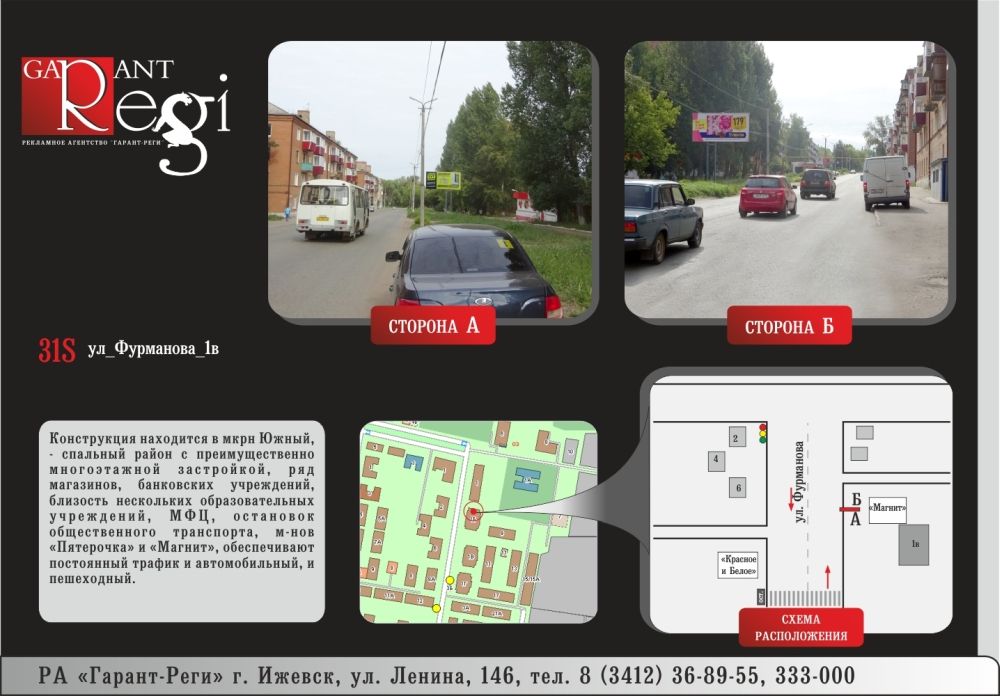 GARANT
Regi
РЕКЛАМНОЕ АГЕНТСТВО "ГАРАНТ-РЕГИ"
179
СТОРОНА А
СТОРОНА Б
31S ул_Фурманова_1в
Конструкция находится в мкрн Южный,
- спальный район с преимущественно
многоэтажной застройкой, ряд
магазинов, банковских учреждений,
близость нескольких образовательных
учреждений, МФЦ, остановок
общественного транспорта, м-нов
«Пятерочка» и «Магнит», обеспечивают
постоянный трафик и автомобильный, и
пешеходный.
2
4
6
ул. Фурманова
Б
А
«Магнит»
1в
«Красное
и Белое»
ост.
СХЕМА
РАСПОЛОЖЕНИЯ
РА «Гарант-Реги» г. Ижевск, ул. Ленина, 146, тел. 8 (3412) 36-89-55, 333-000